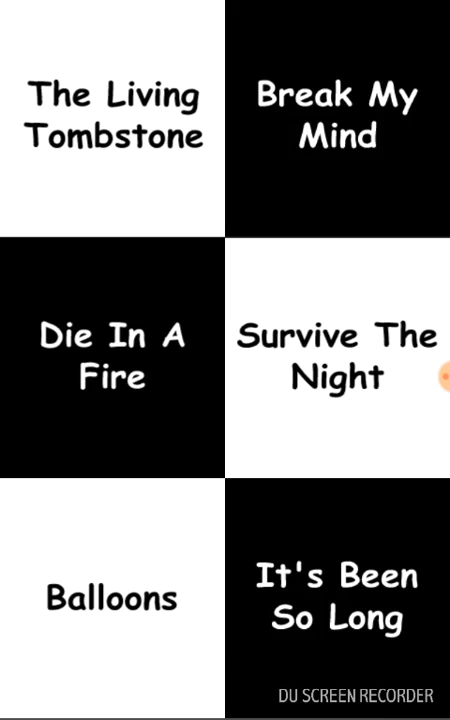 The Living
Tombstone
Break My
Mind
Die In A
Fire
Survive The
Night
Balloons
It's Been
So Long
DU SCREEN RECORDER